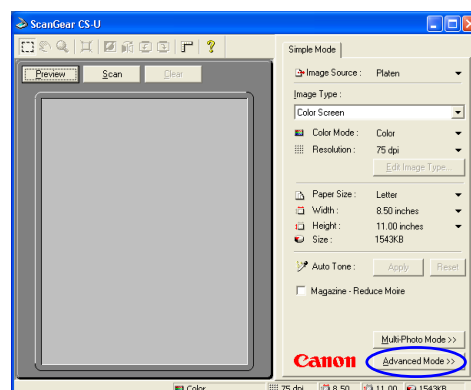 ScanGear CS-U
Simple Mode
Preview Scan Clear
Image Source : Platen
Image Type :
Color Screen
Color Mode : Color
Resolution : 75 dpi
Edit Image Type...
Paper Size : Letter
Width : 8.50 inches
Height : 11.00 inches
Size : 1543KB
Auto Tone : Apply Reset
Magazine - Reduce Moire
Multi-Photo Mode >>
Canon Advanced Mode >>
Color 75 dpi 8.50 11.00 1543KB